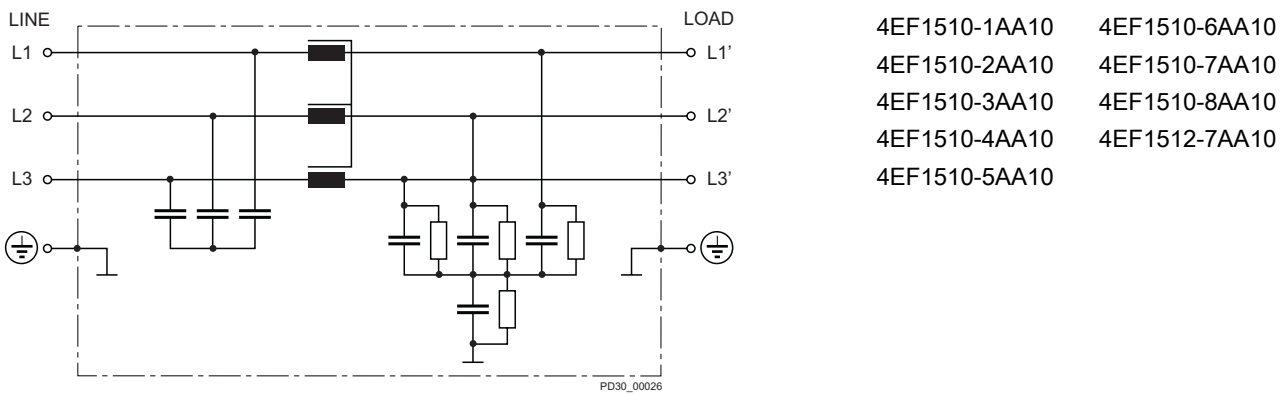 LINE
LOAD
L1
L1’
L2
L2’
L3
L3’
PD30_00026
4EF1510-1AA10 4EF1510-6AA10
4EF1510-2AA10 4EF1510-7AA10
4EF1510-3AA10 4EF1510-8AA10
4EF1510-4AA10 4EF1512-7AA10
4EF1510-5AA10